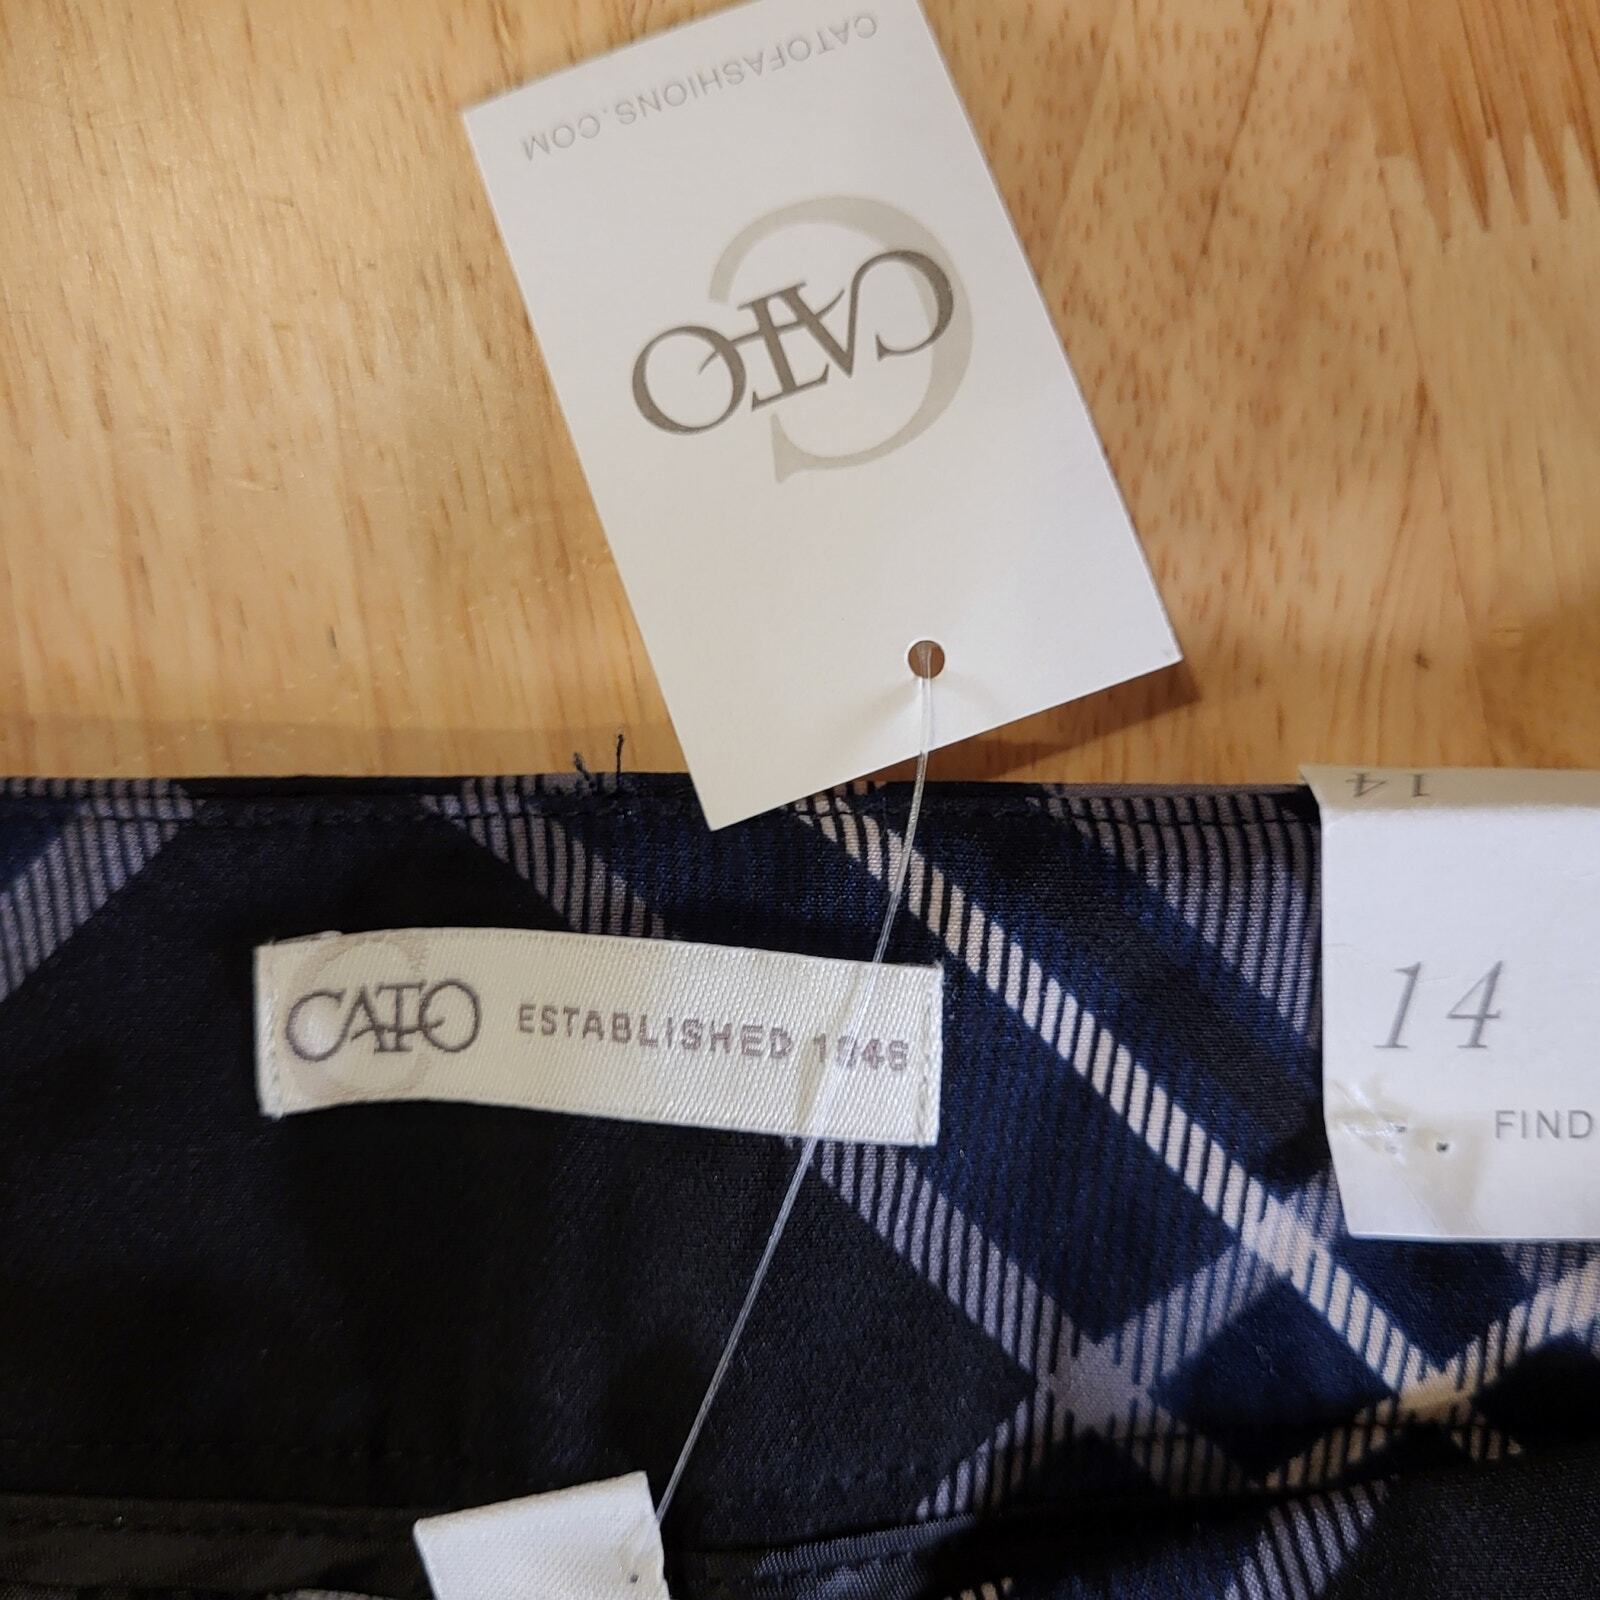 CATOFASHIONS.COM
CATO
CATO ESTABLISHED 1946
14
14
FIND